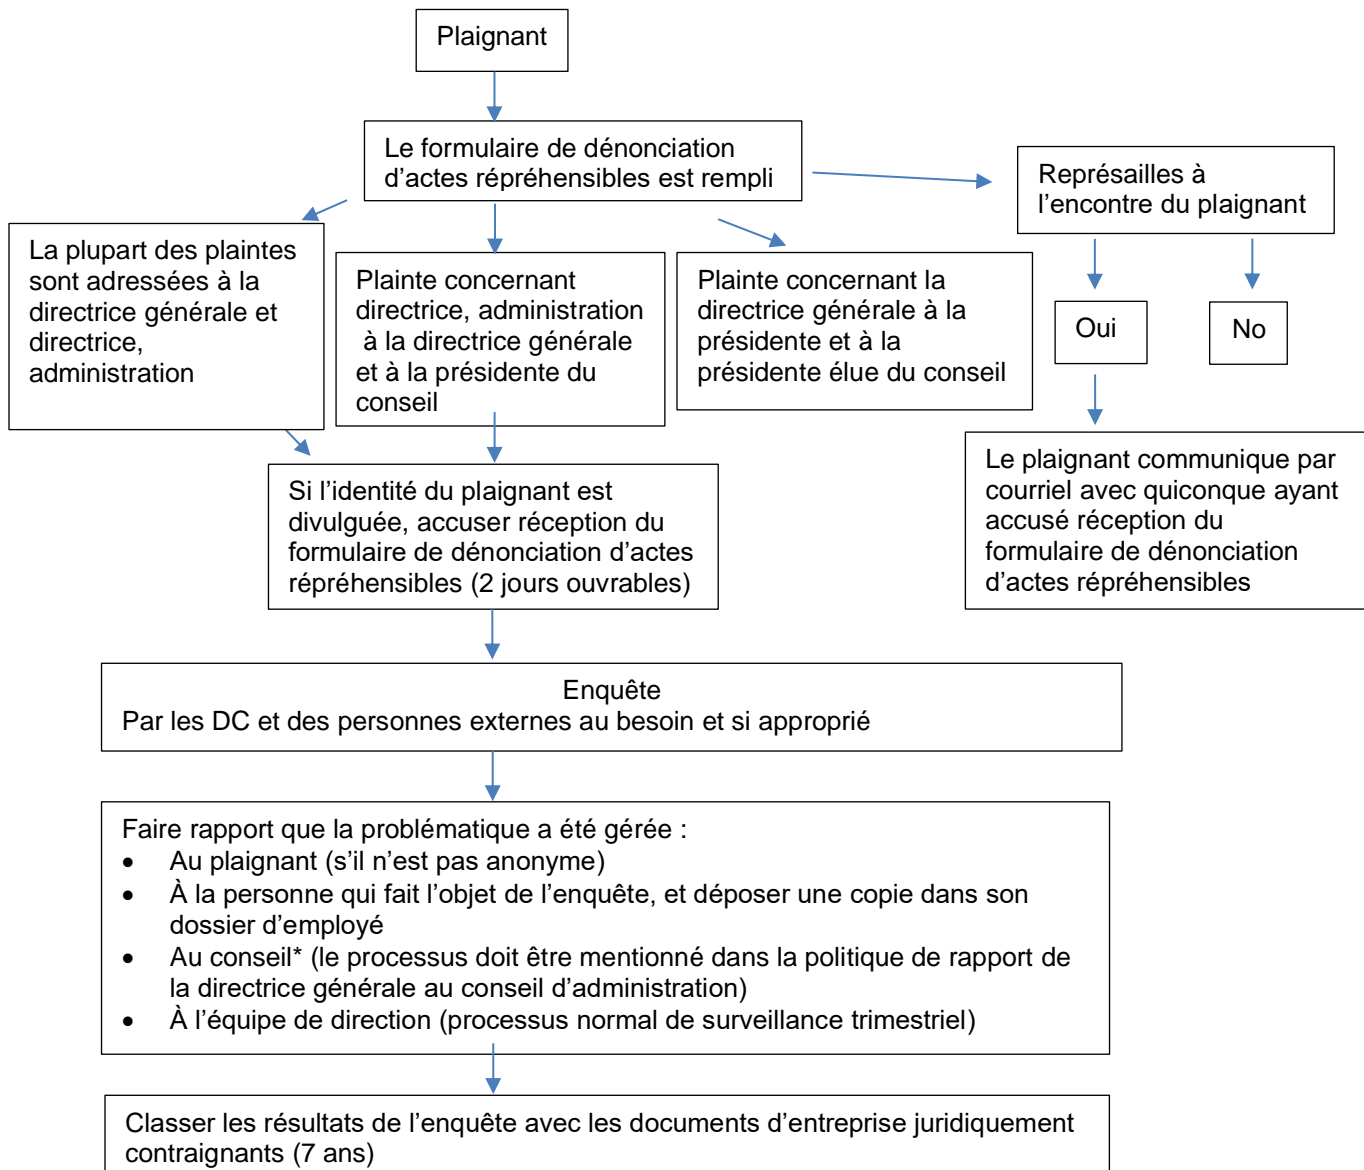 Plaignant
Le formulaire de dénonciation
d’actes répréhensibles est rempli
Représailles à
l’encontre du plaignant
La plupart des plaintes
sont adressées à la
directrice générale et
directrice,
administration
Plainte concernant
directrice, administration
à la directrice générale
et à la présidente du
conseil
Plainte concernant la
directrice générale à la
présidente et à la
présidente élue du conseil
Oui
No
Si l’identité du plaignant est
divulguée, accuser réception du
formulaire de dénonciation d’actes
répréhensibles (2 jours ouvrables)
Le plaignant communique par
courriel avec quiconque ayant
accusé réception du
formulaire de dénonciation
d’actes répréhensibles
Enquête
Par les DC et des personnes externes au besoin et si approprié
Faire rapport que la problématique a été gérée :
• Au plaignant (s’il n’est pas anonyme)
• À la personne qui fait l’objet de l’enquête, et déposer une copie dans son
dossier d’employé
• Au conseil* (le processus doit être mentionné dans la politique de rapport de
la directrice générale au conseil d’administration)
• À l’équipe de direction (processus normal de surveillance trimestriel)
Classer les résultats de l’enquête avec les documents d’entreprise juridiquement
contraignants (7 ans)